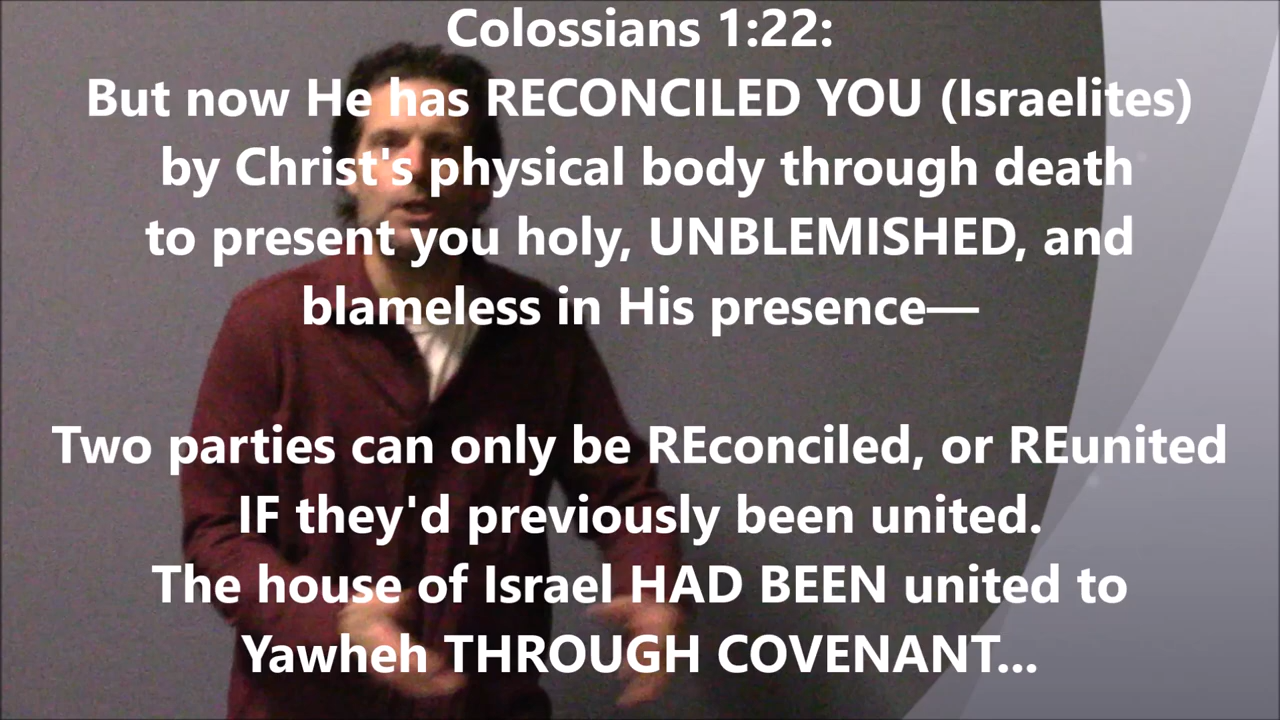 Colossians 1:22:
But now He has RECONCILED YOU (Israelites)
by Christ's physical body through death
to present you holy, UNBLEMISHED, and
blameless in His presence—
Two parties can only be REconciled, or REunited
IF they'd previously been united.
The house of Israel HAD BEEN united to
Yawheh THROUGH COVENANT...